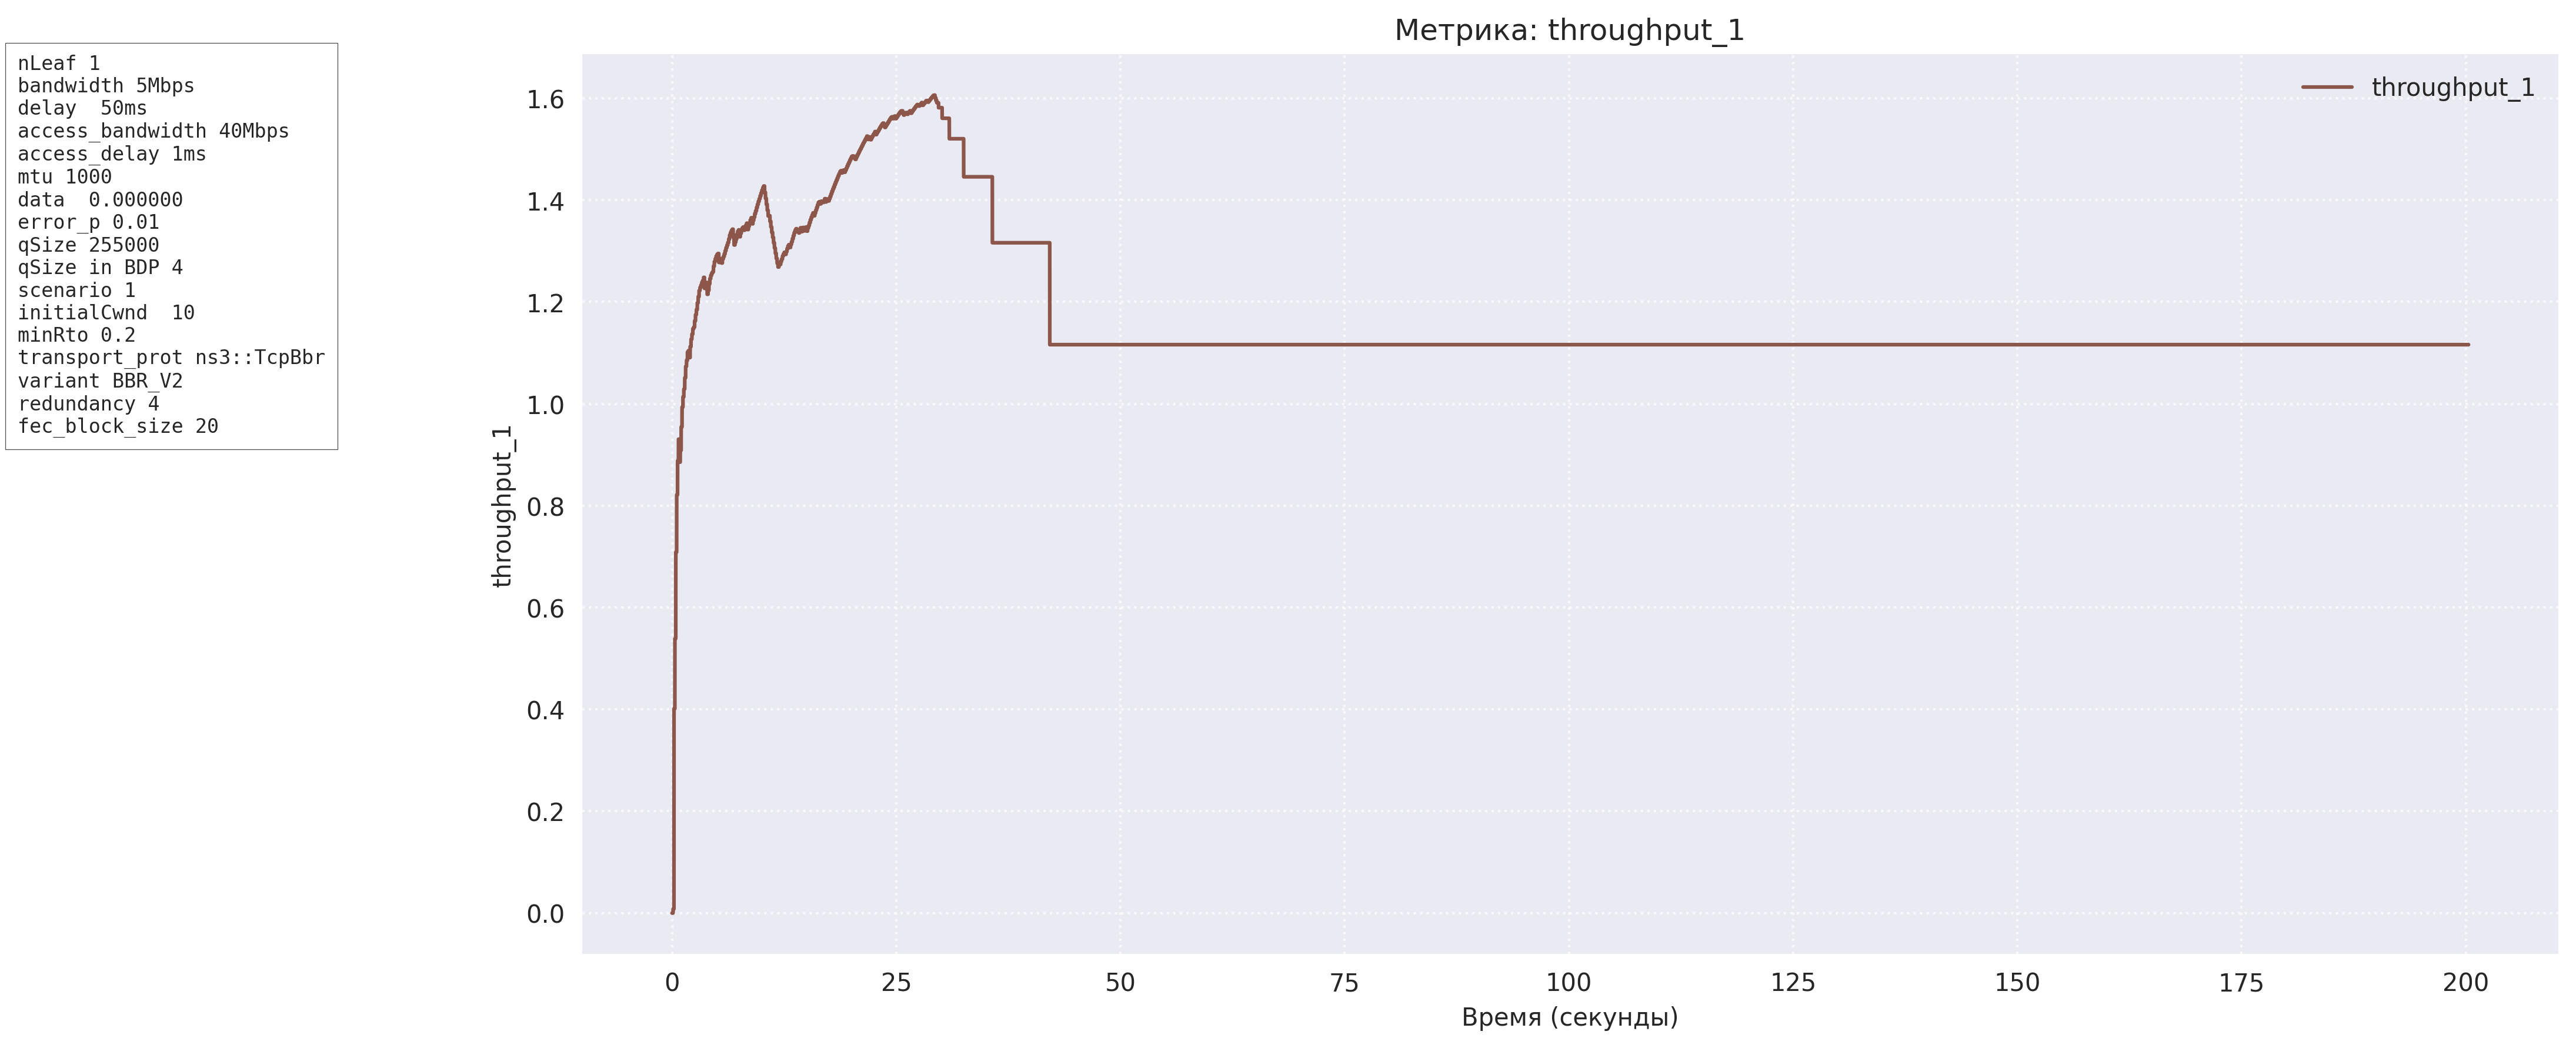 Метрика: throughput_1
nLeaf 1
bandwidth 5Mbps
delay  50ms
access_bandwidth 40Mbps
access_delay 1ms
mtu 1000
data  0.000000
error_p 0.01
qSize 255000
qSize in BDP 4
scenario 1
initialCwnd  10
minRto 0.2
transport_prot ns3::TcpBbr
variant BBR_V2
redundancy 4
fec_block_size 20
throughput_1
throughput_1
1.6
1.4
1.2
1.0
0.8
0.6
0.4
0.2
0.0
0 25 50 75 100 125 150 175 200
Время (секунды)